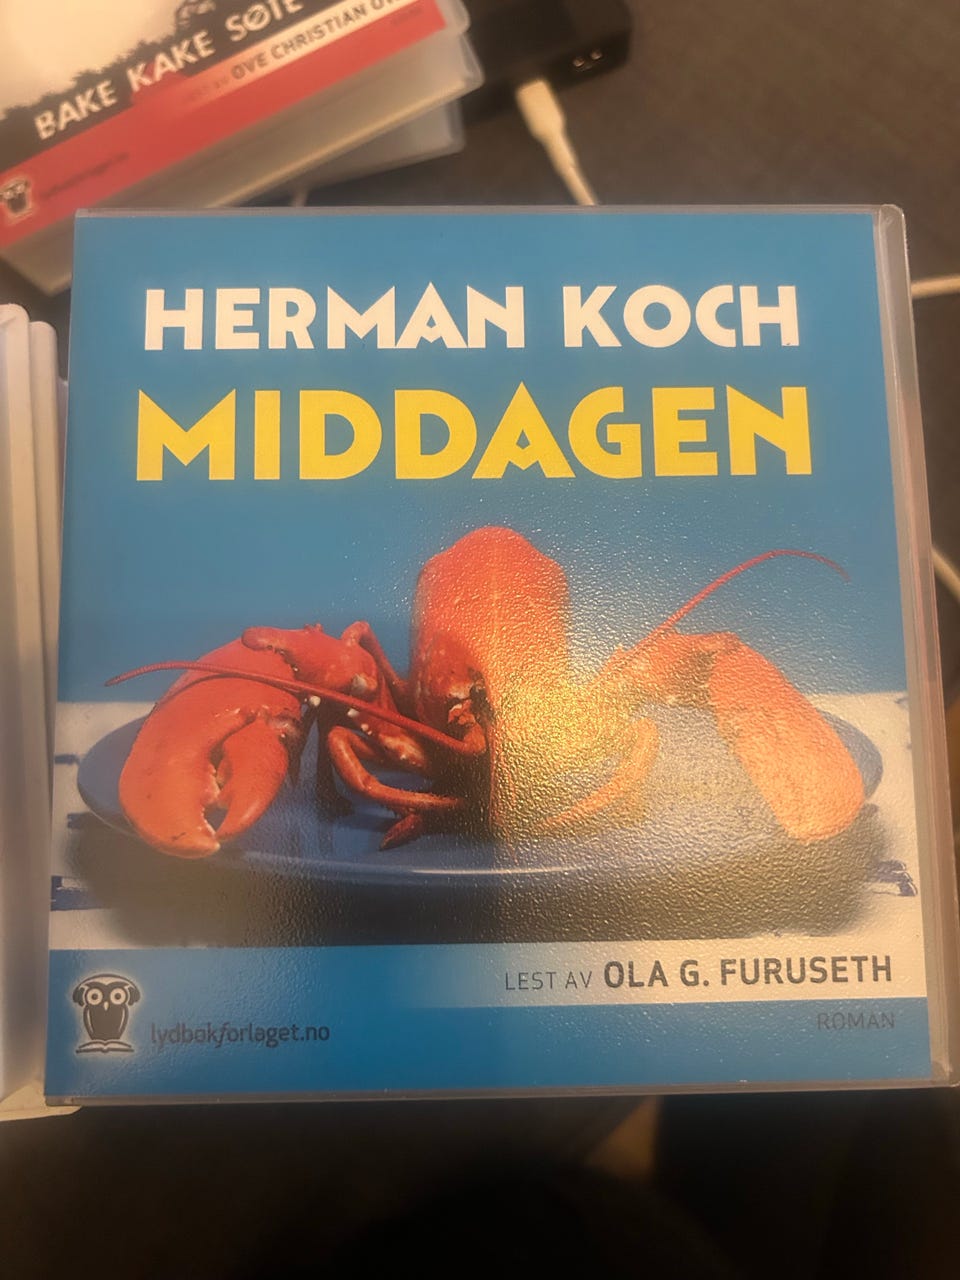 BAKE KAKE SØTE
ØVE CHRISTIAN
HERMAN KOCH
MIDDAGEN
LEST AV OLA G. FURUSETH
ROMAN
lydbokforlaget.no